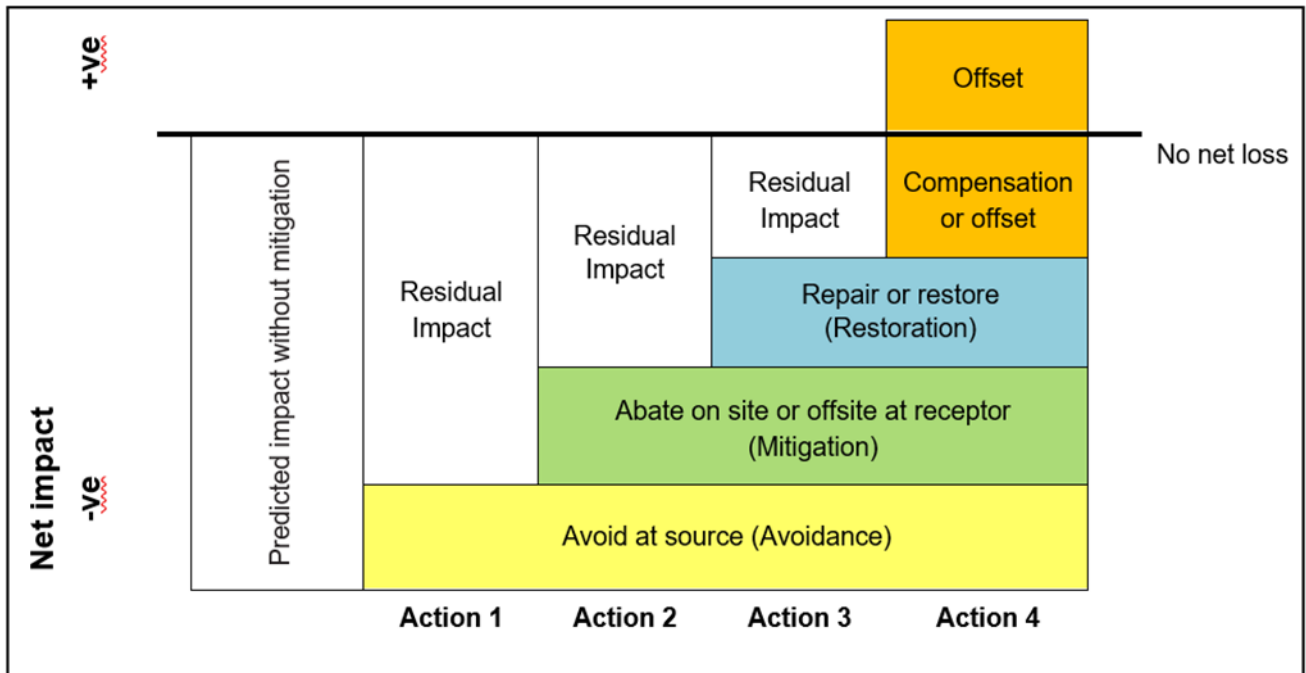 +ve
Offset
No net loss
Predicted impact without mitigation
Residual
Impact
Residual
Impact
Residual
Impact
Compensation
or offset
Repair or restore
(Restoration)
Abate on site or offsite at receptor
(Mitigation)
Net impact
-ve
Avoid at source (Avoidance)
Action 1
Action 2
Action 3
Action 4